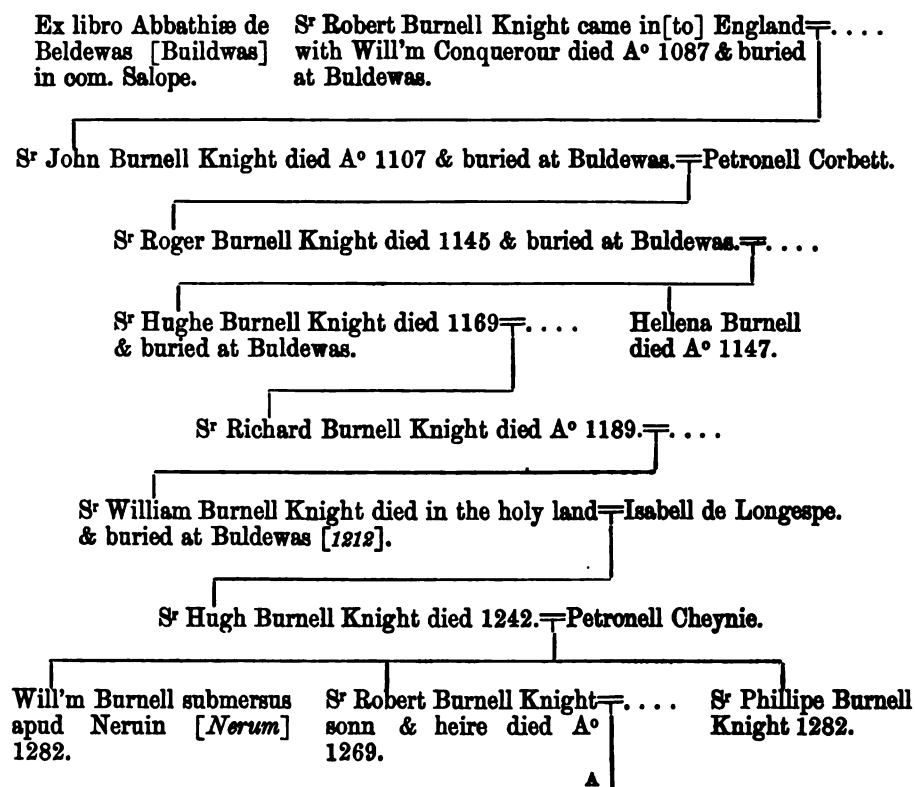 Ex libro Abbathiæ de
Beldewas [Buildwas]
in com. Salope.
Sr Robert Burnell Knight came in[to] England=. . . .
with Will'm Conquerour died Ao 1087 & buried
at Buldewas.
Sr John Burnell Knight died Ao 1107 & buried at Buldewas.=Petronell Corbett.
Sr Roger Burnell Knight died 1145 & buried at Buldewas.=. . . .
Sr Hughe Burnell Knight died 1169=. . . .
& buried at Buldewas.
Hellena Burnell
died Ao 1147.
Sr Richard Burnell Knight died Ao 1189.=. . . .
Sr William Burnell Knight died in the holy land=Isabell de Longespe.
& buried at Buldewas [1212].
Sr Hugh Burnell Knight died 1242.=Petronell Cheynie.
Will'm Burnell submersus
apud Neruin [Nerum]
1282.
Sr Robert Burnell Knight=. . . .
sonn & heire died Ao
1269.
Sr Phillipe Burnell
Knight 1282.
A